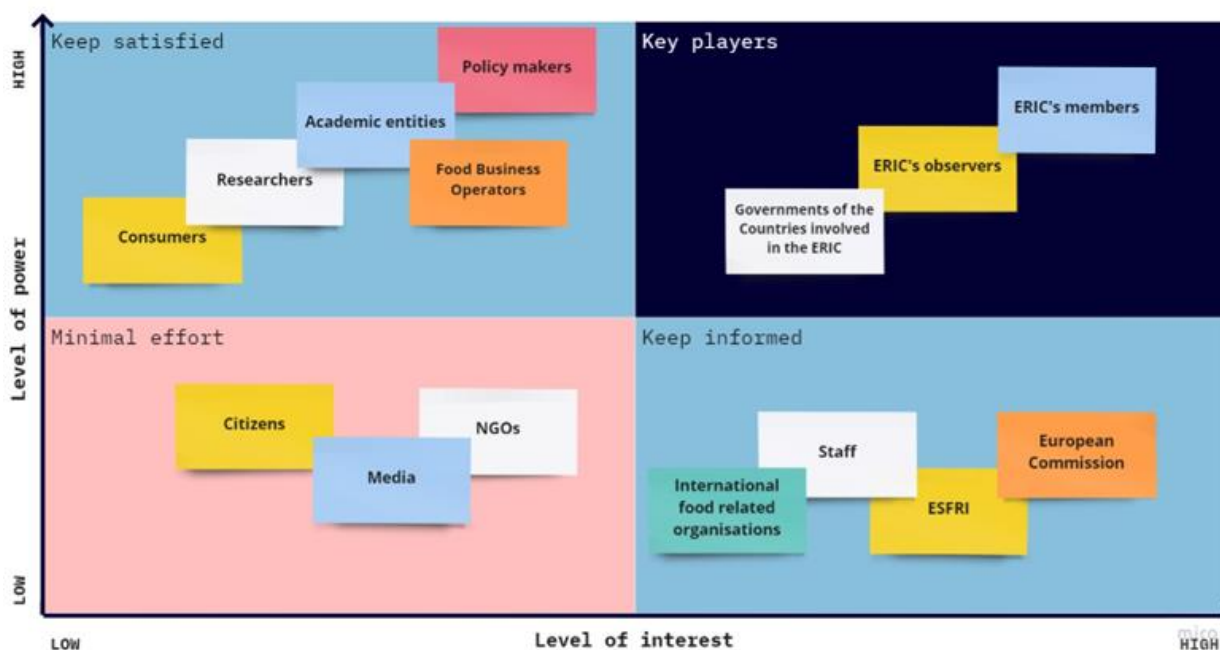 HIGH
Level of power
LOW
Keep satisfied
Policy makers
Academic entities
Researchers
Food Business
Operators
Consumers
Key players
ERIC's members
ERIC's observers
Governments of the
Countries involved
in the ERIC
Minimal effort
Citizens
NGOs
Media
Keep informed
Staff
European
Commission
International
food related
organisations
ESFRI
LOW
Level of interest
miro
HIGH